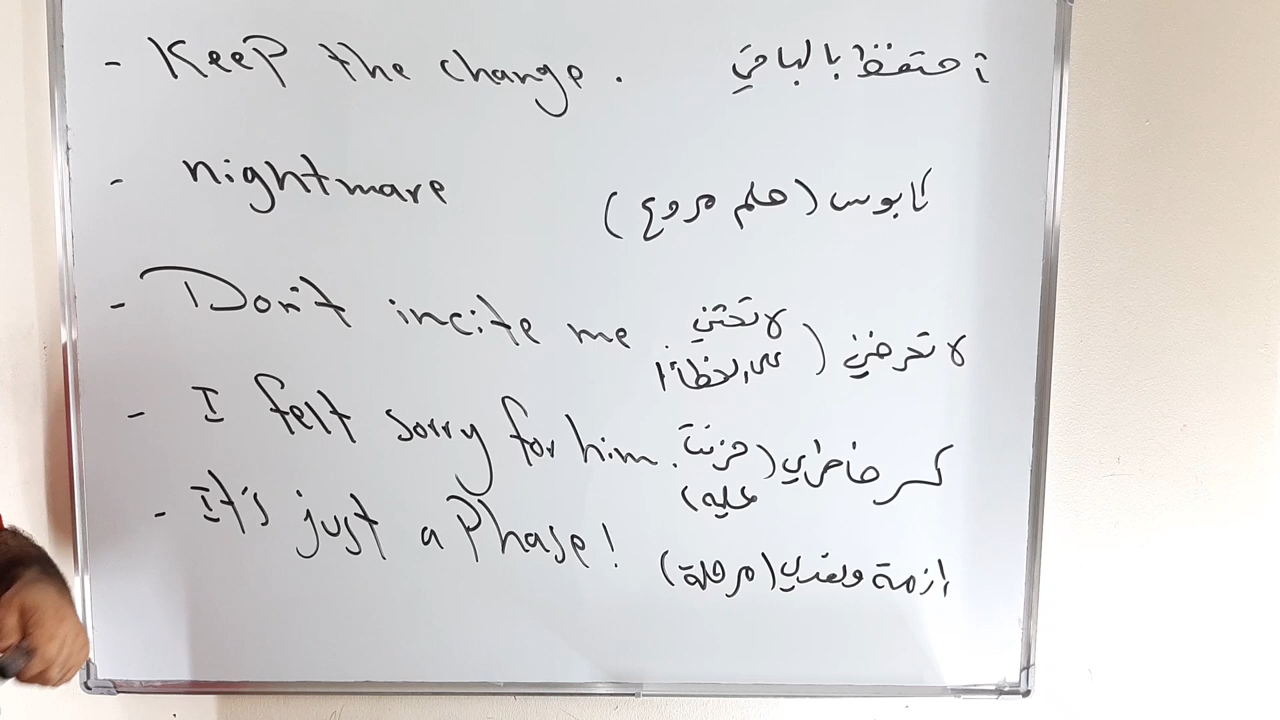 - Keep the change. احتفظ بالباقي
- nightmare كابوس (حلم مروع)
- Don't incite me. لا تحرضني (لا تحثني
على الخطأ)
- I felt sorry for him. كسر خاطري (حزنت
عليه)
- It's just a Phase! ازمة وتعدي (مرحلة)